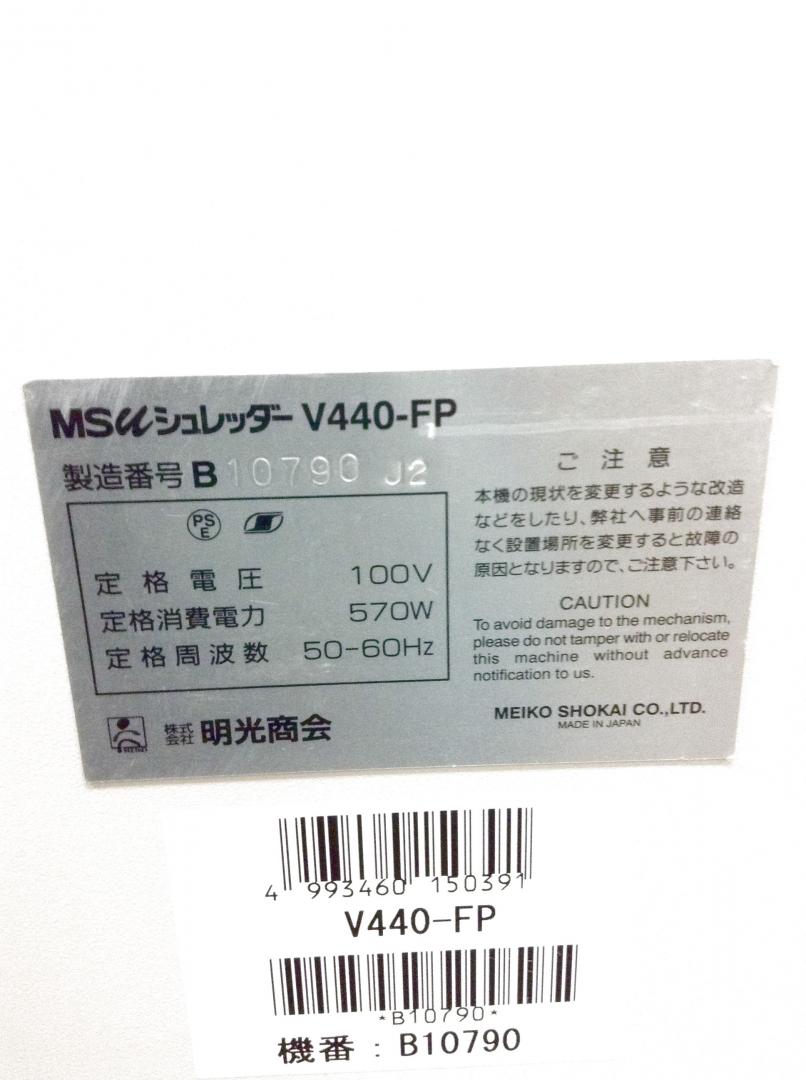 MSμシュレッダー V440-FP
製造番号 B 10790 J2
PS
E
定格電圧 100V
定格消費電力 570W
定格周波数 50-60Hz
株式
会社 明光商会
ご注意
本機の現状を変更するような改造
などをしたり、弊社へ事前の連絡
なく設置場所を変更すると故障の
原因となりますので、ご注意下さい。
CAUTION
To avoid damage to the mechanism,
please do not tamper with or relocate
this machine without advance
notification to us.
MEIKO SHOKAI CO.,LTD.
MADE IN JAPAN
4 993460 150391
V440-FP
*B10790*
機番 : B10790